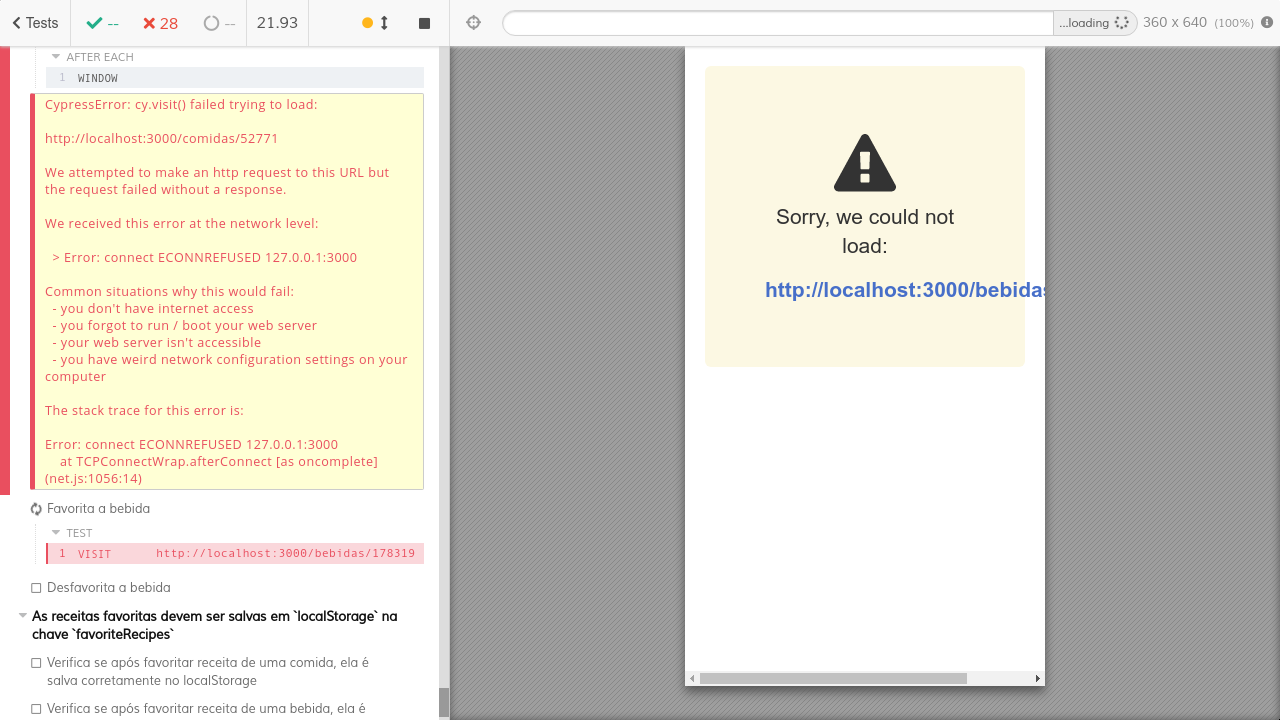 Tests
--
28
--
21.93
...loading
360 x 640 (100%)
AFTER EACH
1 WINDOW
CypressError: cy.visit() failed trying to load:
http://localhost:3000/comidas/52771
We attempted to make an http request to this URL but
the request failed without a response.
We received this error at the network level:
> Error: connect ECONNREFUSED 127.0.0.1:3000
Common situations why this would fail:
- you don't have internet access
- you forgot to run / boot your web server
- your web server isn't accessible
- you have weird network configuration settings on your
computer
The stack trace for this error is:
Error: connect ECONNREFUSED 127.0.0.1:3000
at TCPConnectWrap.afterConnect [as oncomplete]
(net.js:1056:14)
Favorita a bebida
TEST
1 VISIT http://localhost:3000/bebidas/178319
Desfavorita a bebida
As receitas favoritas devem ser salvas em `localStorage` na
chave `favoriteRecipes`
Verifica se após favoritar receita de uma comida, ela é
salva corretamente no localStorage
Verifica se após favoritar receita de uma bebida, ela é
Sorry, we could not
load:
http://localhost:3000/bebidas